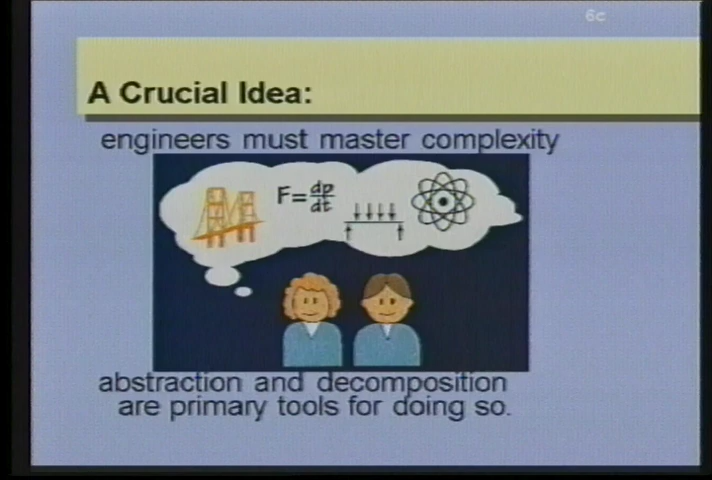 6c
A Crucial Idea:
engineers must master complexity
F=dp/dt
abstraction and decomposition
are primary tools for doing so.